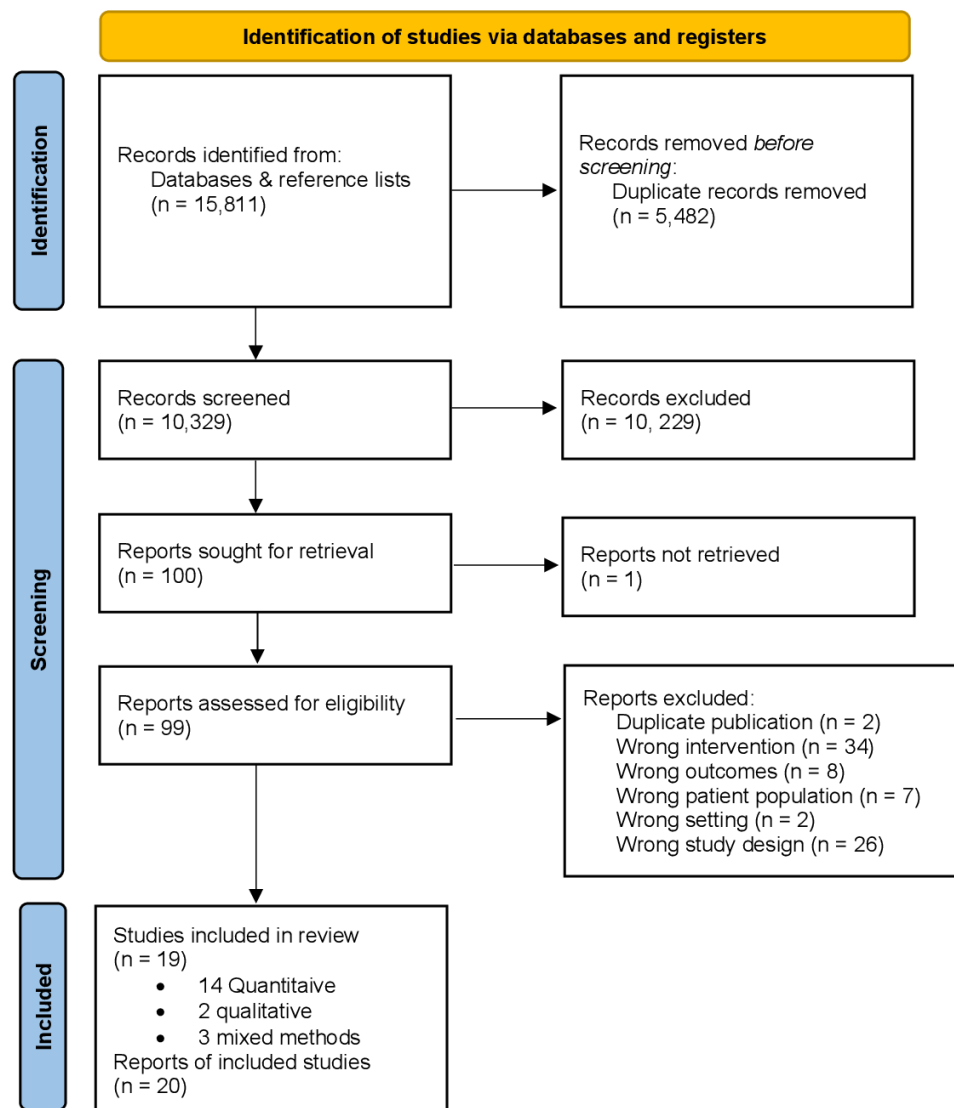 Identification of studies via databases and registers
Identification
Records identified from:
Databases & reference lists
(n = 15,811)
Records removed before
screening:
Duplicate records removed
(n = 5,482)
Screening
Records screened
(n = 10,329)
Records excluded
(n = 10, 229)
Reports sought for retrieval
(n = 100)
Reports not retrieved
(n = 1)
Reports assessed for eligibility
(n = 99)
Reports excluded:
Duplicate publication (n = 2)
Wrong intervention (n = 34)
Wrong outcomes (n = 8)
Wrong patient population (n = 7)
Wrong setting (n = 2)
Wrong study design (n = 26)
Included
Studies included in review
(n = 19)
• 14 Quantitaive
• 2 qualitative
• 3 mixed methods
Reports of included studies
(n = 20)